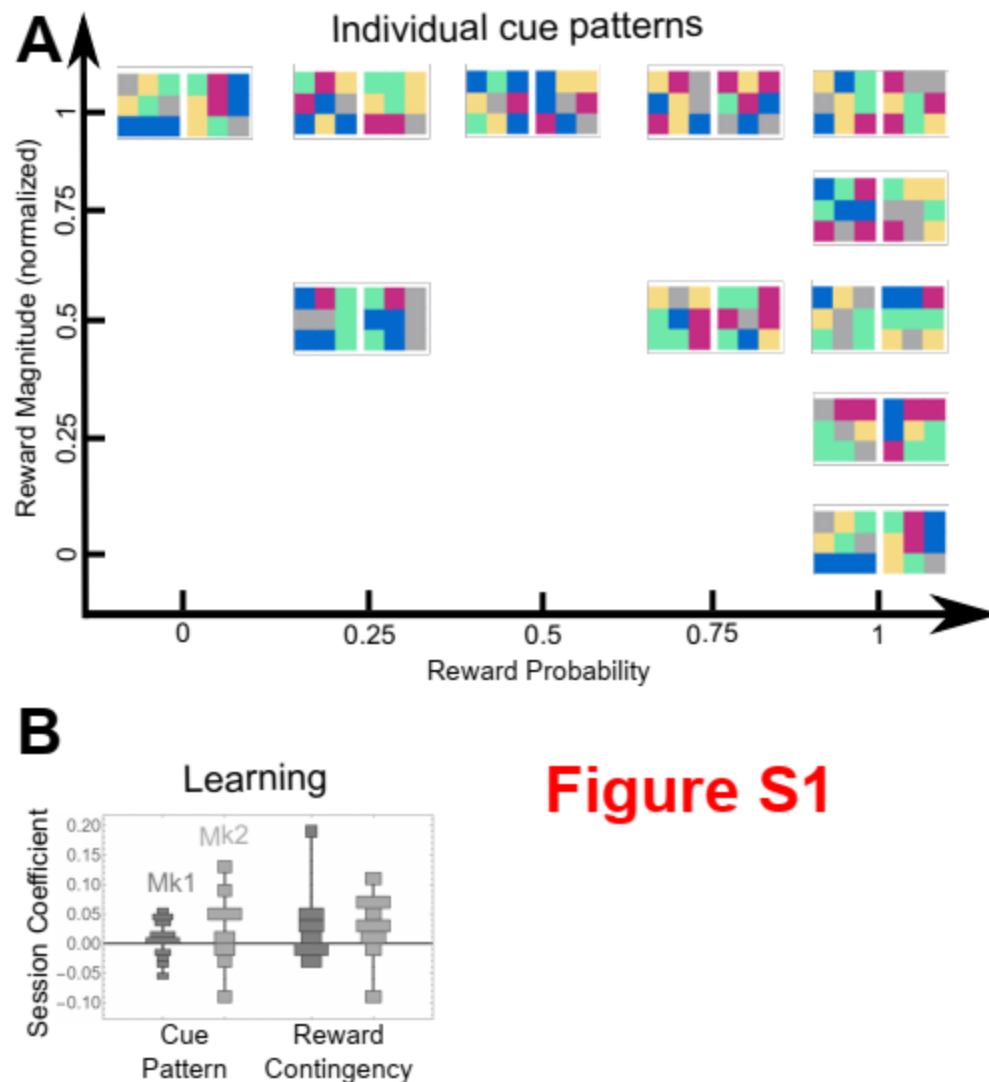 A
Individual cue patterns
Reward Magnitude (normalized)
1
0.75
0.5
0.25
0
0
0.25
0.5
0.75
1
Reward Probability
B
Learning
Figure S1
Session Coefficient
0.20
0.15
0.10
0.05
0.00
-0.05
-0.10
Mk1
Mk2
Cue
Pattern
Reward
Contingency